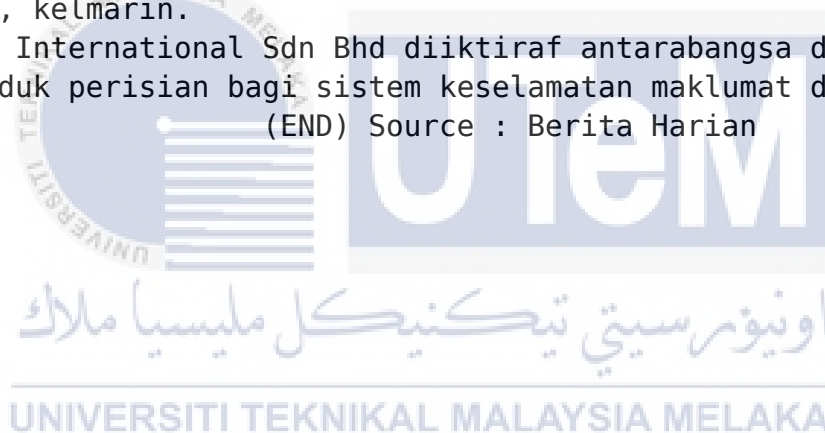 , kelmarin.
International Sdn Bhd diiktiraf antarabangsa d
duk perisian bagi sistem keselamatan maklumat d
(END) Source : Berita Harian
UTeM
اونيۏرسيتي تيكنيكل مليسيا ملاك
UNIVERSITI TEKNIKAL MALAYSIA MELAKA